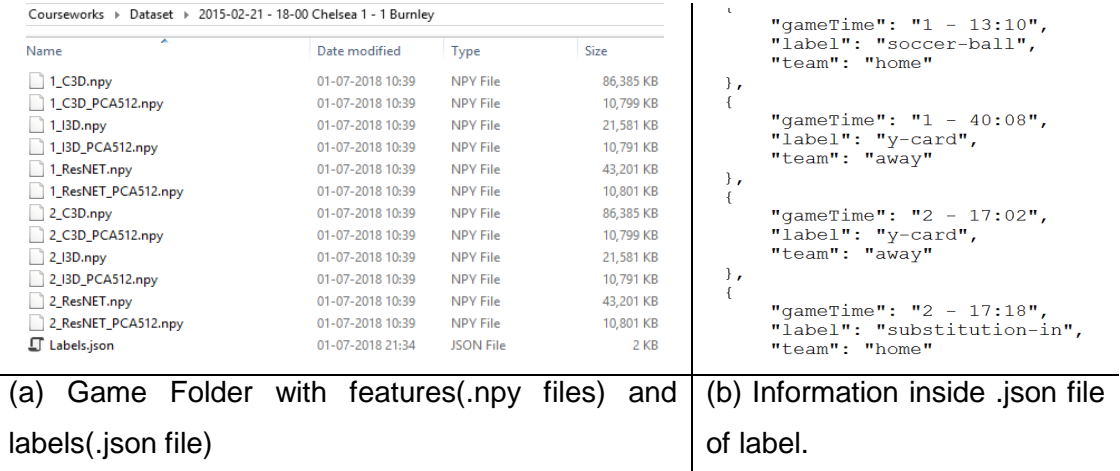 Courseworks › Dataset › 2015-02-21 - 18-00 Chelsea 1 - 1 Burnley
Name Date modified Type Size
1_C3D.npy 01-07-2018 10:39 NPY File 86,385 KB
1_C3D_PCA512.npy 01-07-2018 10:39 NPY File 10,799 KB
1_I3D.npy 01-07-2018 10:39 NPY File 21,581 KB
1_I3D_PCA512.npy 01-07-2018 10:39 NPY File 10,791 KB
1_ResNET.npy 01-07-2018 10:39 NPY File 43,201 KB
1_ResNET_PCA512.npy 01-07-2018 10:39 NPY File 10,801 KB
2_C3D.npy 01-07-2018 10:39 NPY File 86,385 KB
2_C3D_PCA512.npy 01-07-2018 10:39 NPY File 10,799 KB
2_I3D.npy 01-07-2018 10:39 NPY File 21,581 KB
2_I3D_PCA512.npy 01-07-2018 10:39 NPY File 10,791 KB
2_ResNET.npy 01-07-2018 10:39 NPY File 43,201 KB
2_ResNET_PCA512.npy 01-07-2018 10:39 NPY File 10,801 KB
Labels.json 01-07-2018 21:34 JSON File 2 KB
"gameTime": "1 - 13:10",
"label": "soccer-ball",
"team": "home"
},
{
"gameTime": "1 - 40:08",
"label": "y-card",
"team": "away"
},
{
"gameTime": "2 - 17:02",
"label": "y-card",
"team": "away"
},
{
"gameTime": "2 - 17:18",
"label": "substitution-in",
"team": "home"
(a) Game Folder with features(.npy files) and
labels(.json file)
(b) Information inside .json file
of label.